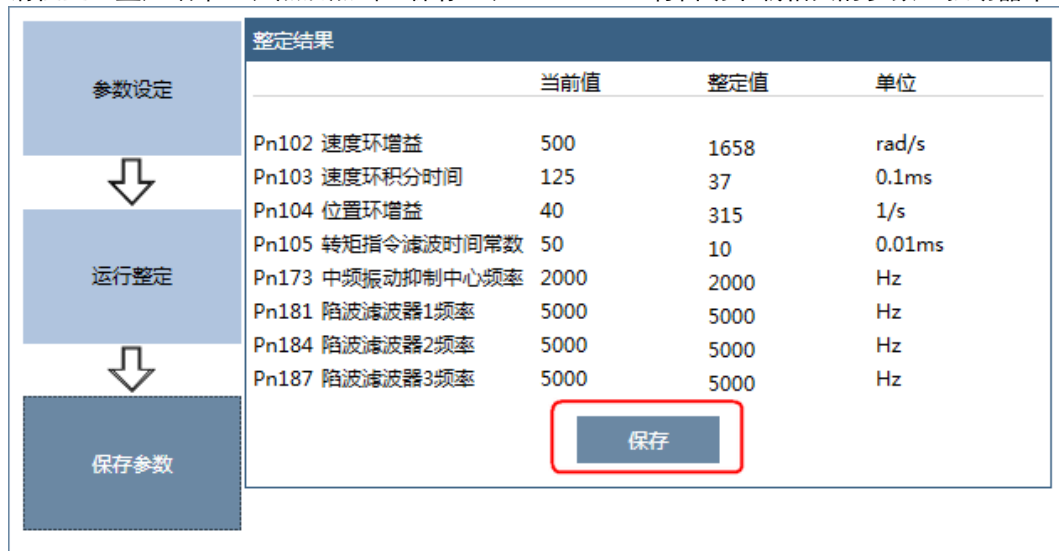 整定结果
当前值 整定值 单位
参数设定
Pn102 速度环增益 500 1658 rad/s
Pn103 速度环积分时间 125 37 0.1ms
Pn104 位置环增益 40 315 1/s
Pn105 转矩指令滤波时间常数 50 10 0.01ms
运行整定
Pn173 中频振动抑制中心频率 2000 2000 Hz
Pn181 陷波滤波器1频率 5000 5000 Hz
Pn184 陷波滤波器2频率 5000 5000 Hz
Pn187 陷波滤波器3频率 5000 5000 Hz
保存
保存参数